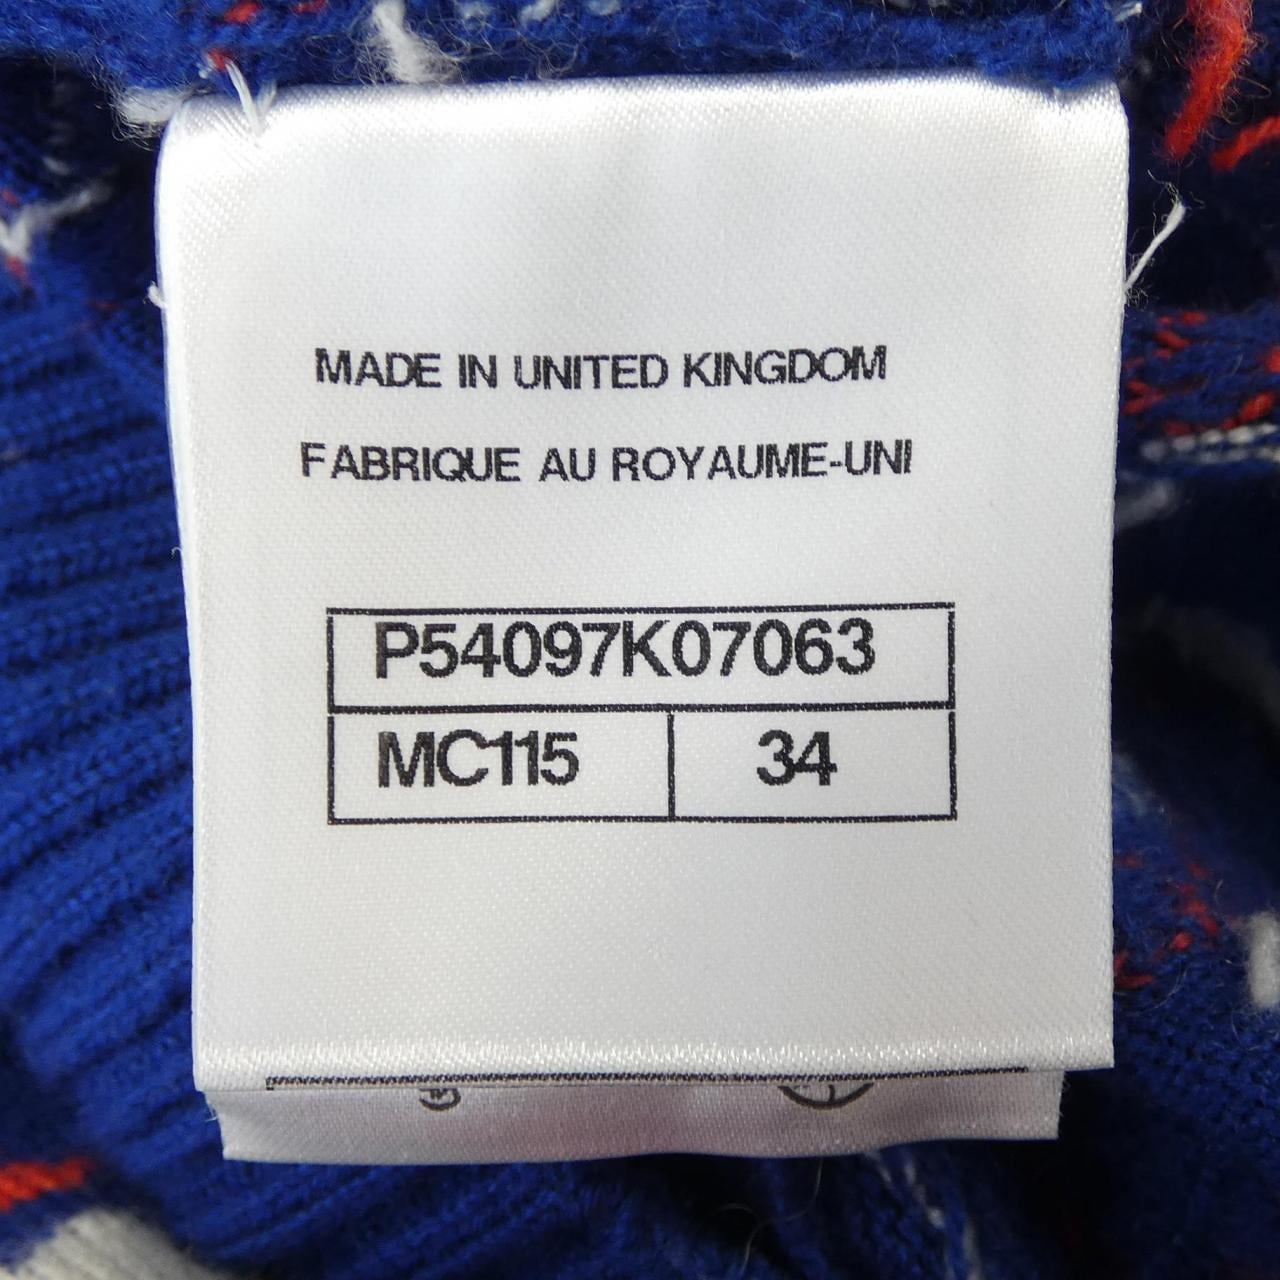 MADE IN UNITED KINGDOM
FABRIQUE AU ROYAUME-UNI
P54097K07063
MC115 34